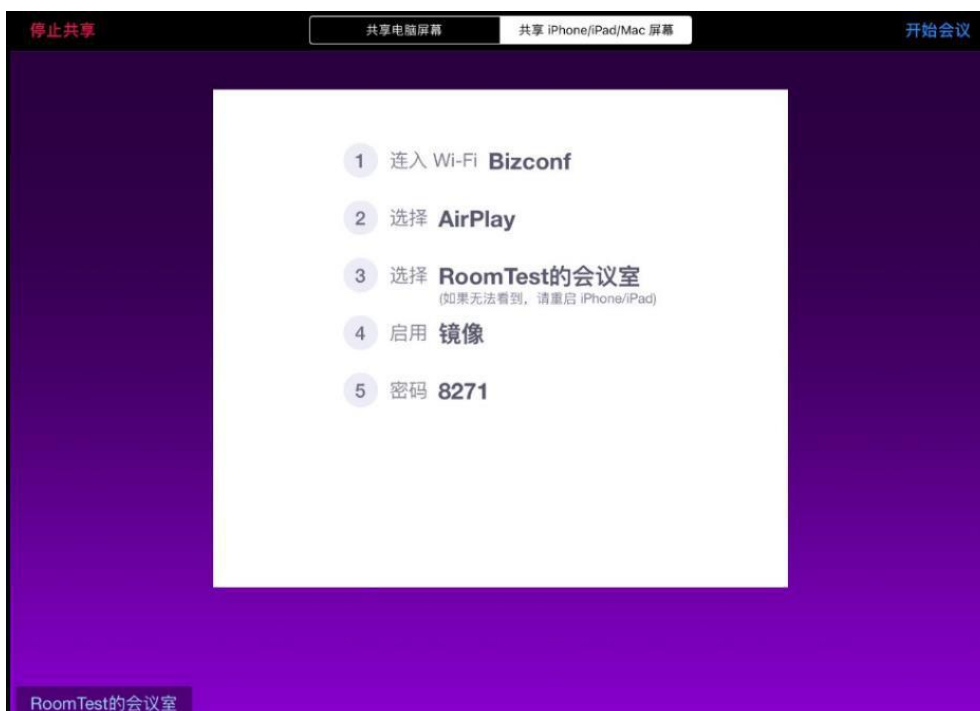 停止共享 共享电脑屏幕 共享 iPhone/iPad/Mac 屏幕 开始会议
1 连入 Wi-Fi Bizconf
2 选择 AirPlay
3 选择 RoomTest的会议室
(如果无法看到，请重启 iPhone/iPad)
4 启用 镜像
5 密码 8271
RoomTest的会议室